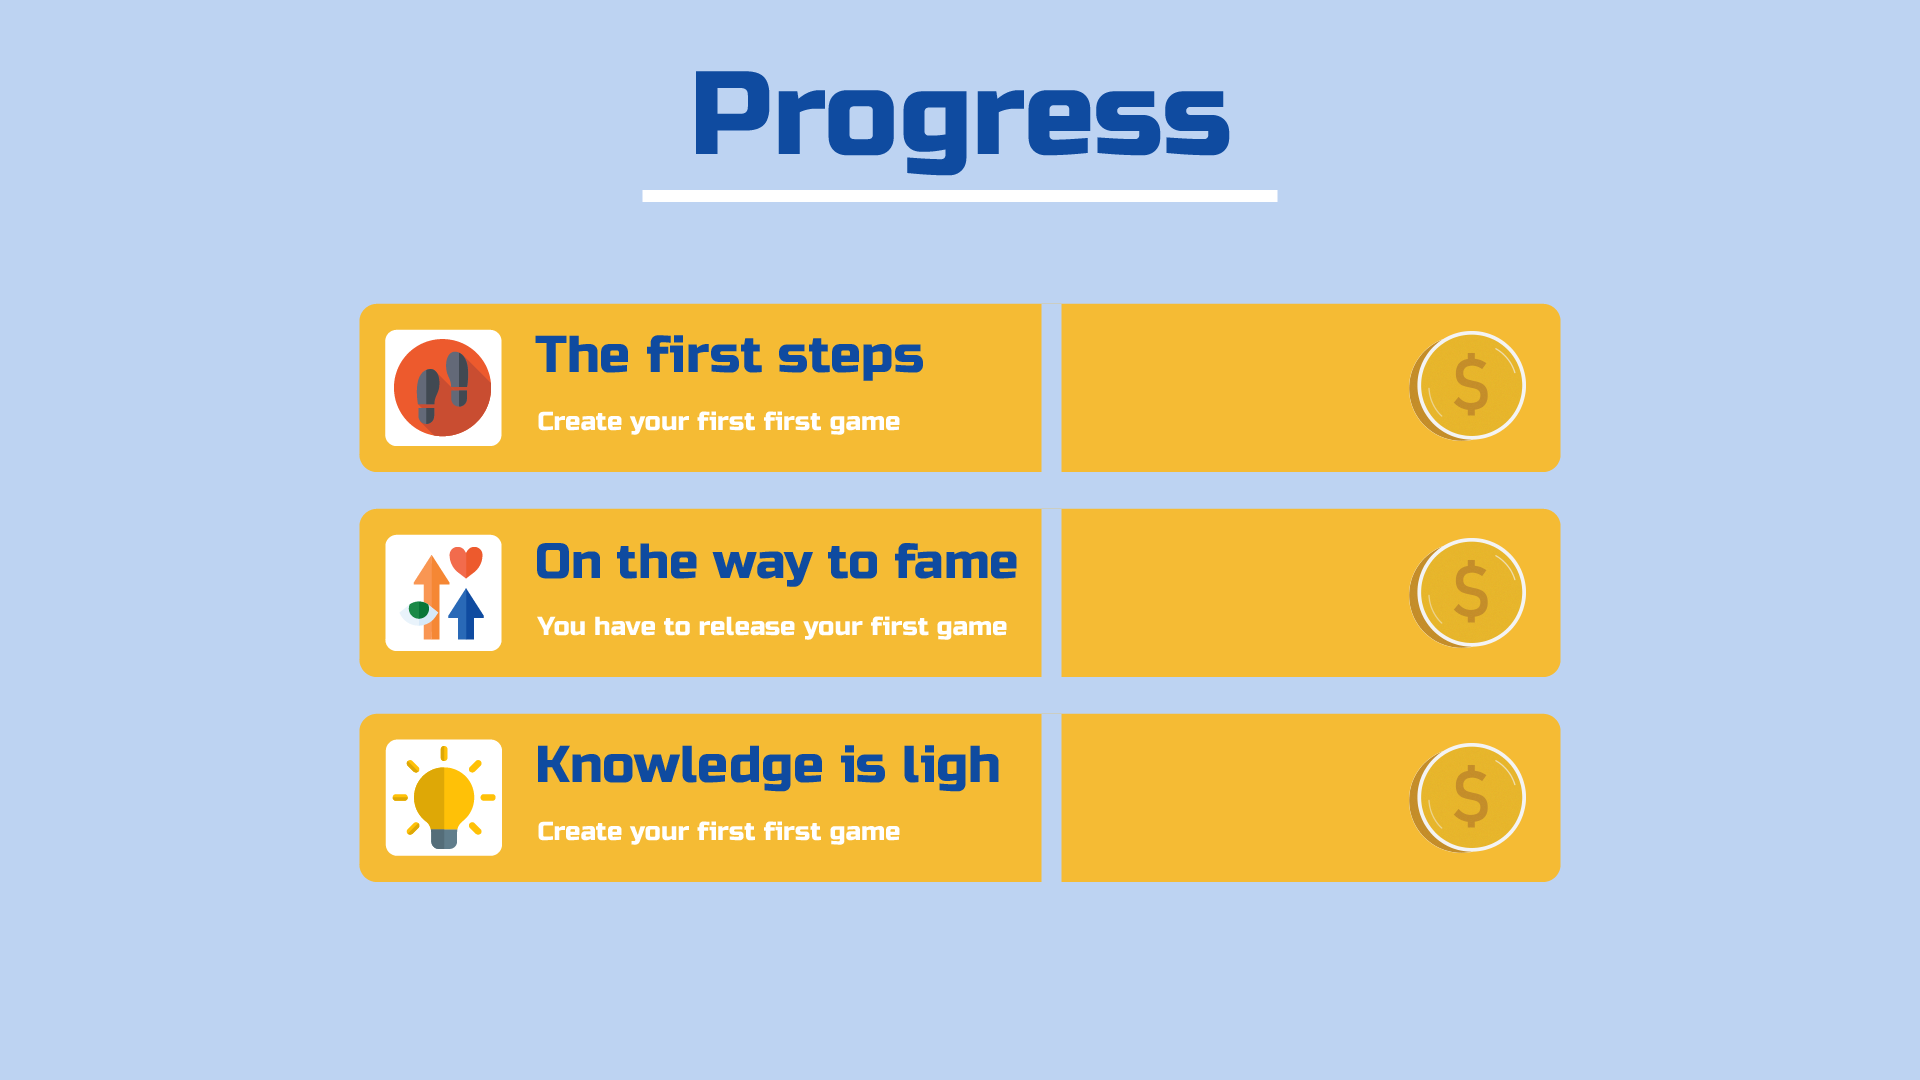 Progress
The first steps
Create your first first game
$
On the way to fame
You have to release your first game
$
Knowledge is ligh
Create your first first game
$